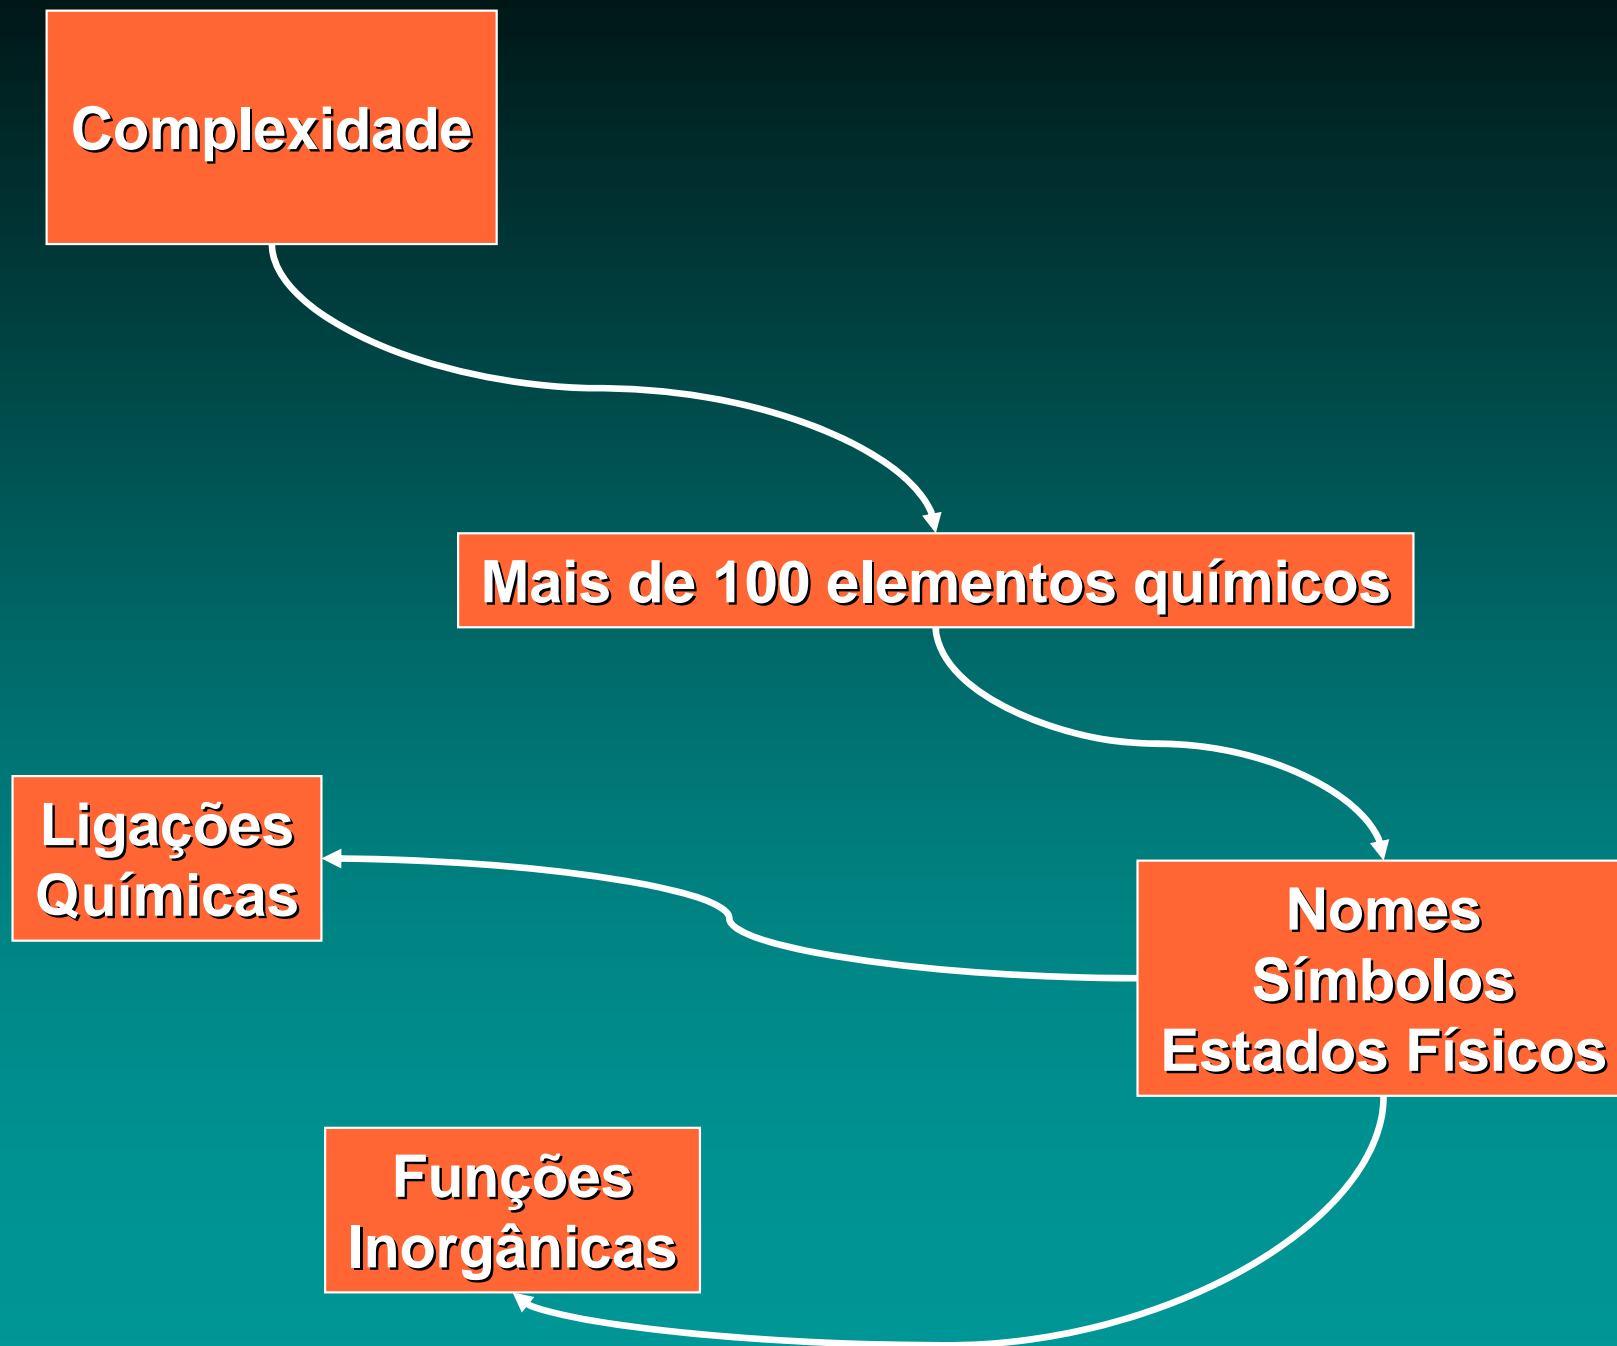 Complexidade
Mais de 100 elementos químicos
Ligações
Químicas
Nomes
Símbolos
Estados Físicos
Funções
Inorgânicas